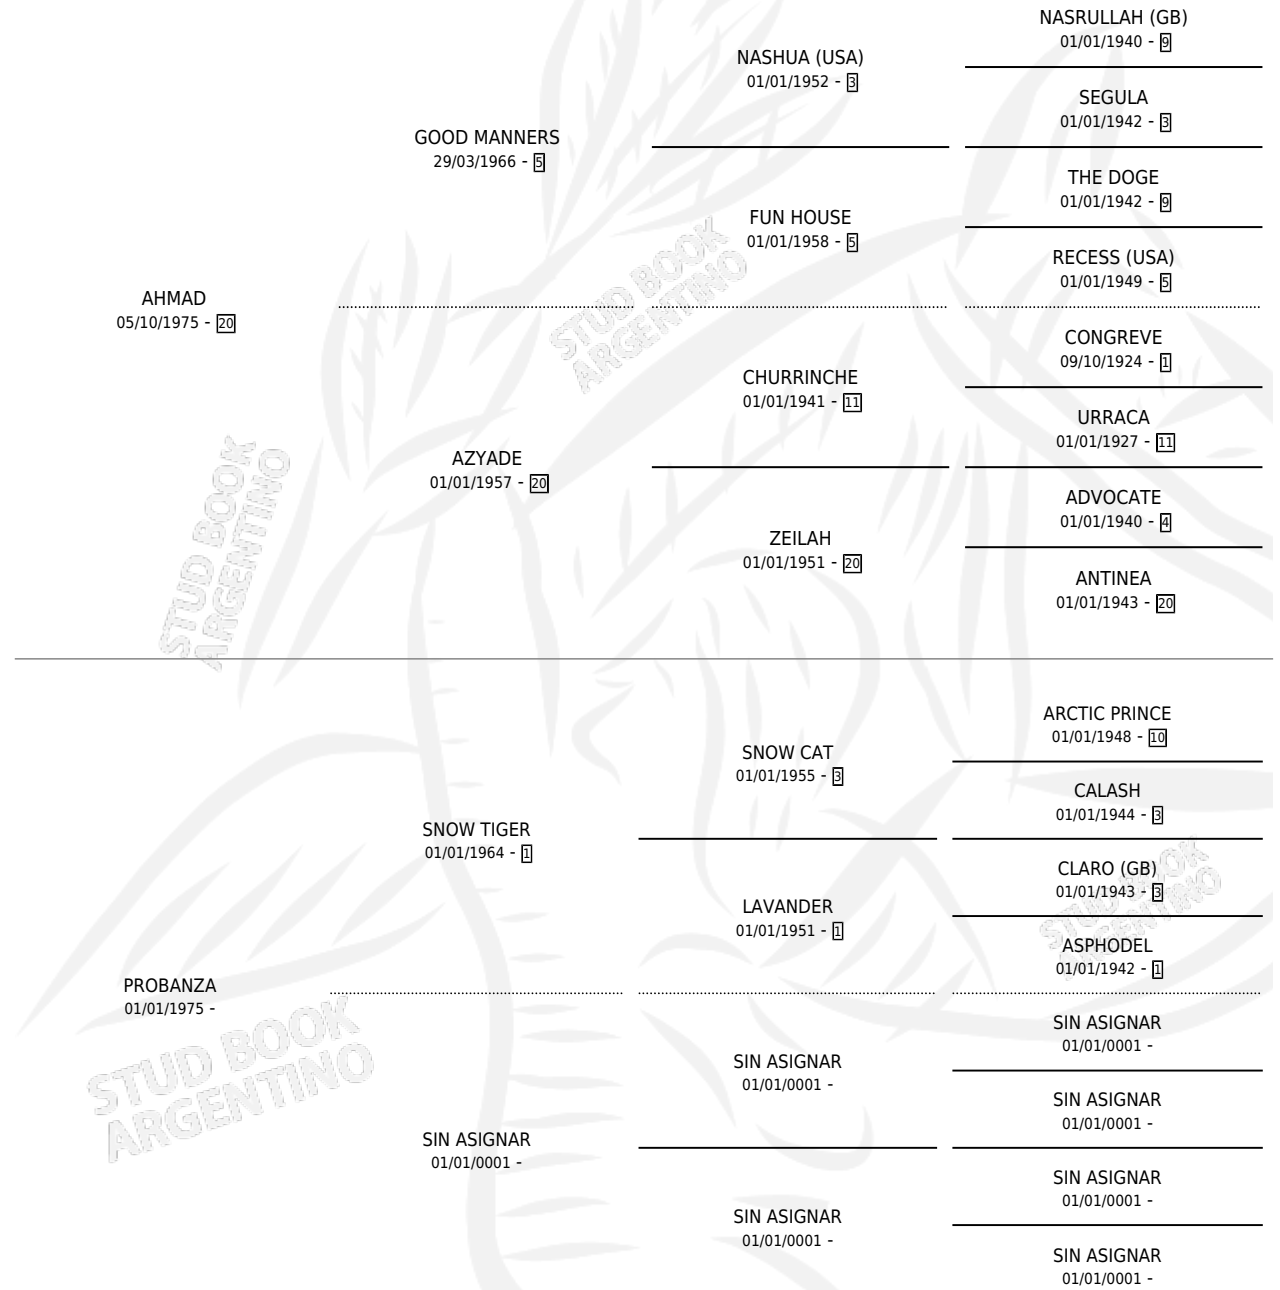 NASRULLAH (GB)
01/01/1940 - 9
NASHUA (USA)
01/01/1952 - 3
SEGULA
01/01/1942 - 3
GOOD MANNERS
29/03/1966 - 5
THE DOGE
01/01/1942 - 9
FUN HOUSE
01/01/1958 - 5
RECESS (USA)
01/01/1949 - 5
AHMAD
05/10/1975 - 20
CONGREVE
09/10/1924 - 1
CHURRINCHE
01/01/1941 - 11
URRACA
01/01/1927 - 11
AZYADE
01/01/1957 - 20
ADVOCATE
01/01/1940 - 4
ZEILAH
01/01/1951 - 20
ANTINEA
01/01/1943 - 20
ARCTIC PRINCE
01/01/1948 - 10
SNOW CAT
01/01/1955 - 3
CALASH
01/01/1944 - 3
SNOW TIGER
01/01/1964 - 1
CLARO (GB)
01/01/1943 - 3
LAVANDER
01/01/1951 - 1
ASPHODEL
01/01/1942 - 1
PROBANZA
01/01/1975 -
SIN ASIGNAR
01/01/0001 -
SIN ASIGNAR
01/01/0001 -
SIN ASIGNAR
01/01/0001 -
SIN ASIGNAR
01/01/0001 -
SIN ASIGNAR
01/01/0001 -
SIN ASIGNAR
01/01/0001 -
SIN ASIGNAR
01/01/0001 -
STUD BOOK
ARGENTINO
STUD BOOK
ARGENTINO
STUD BOOK
ARGENTINO
STUD BOOK
ARGENTINO